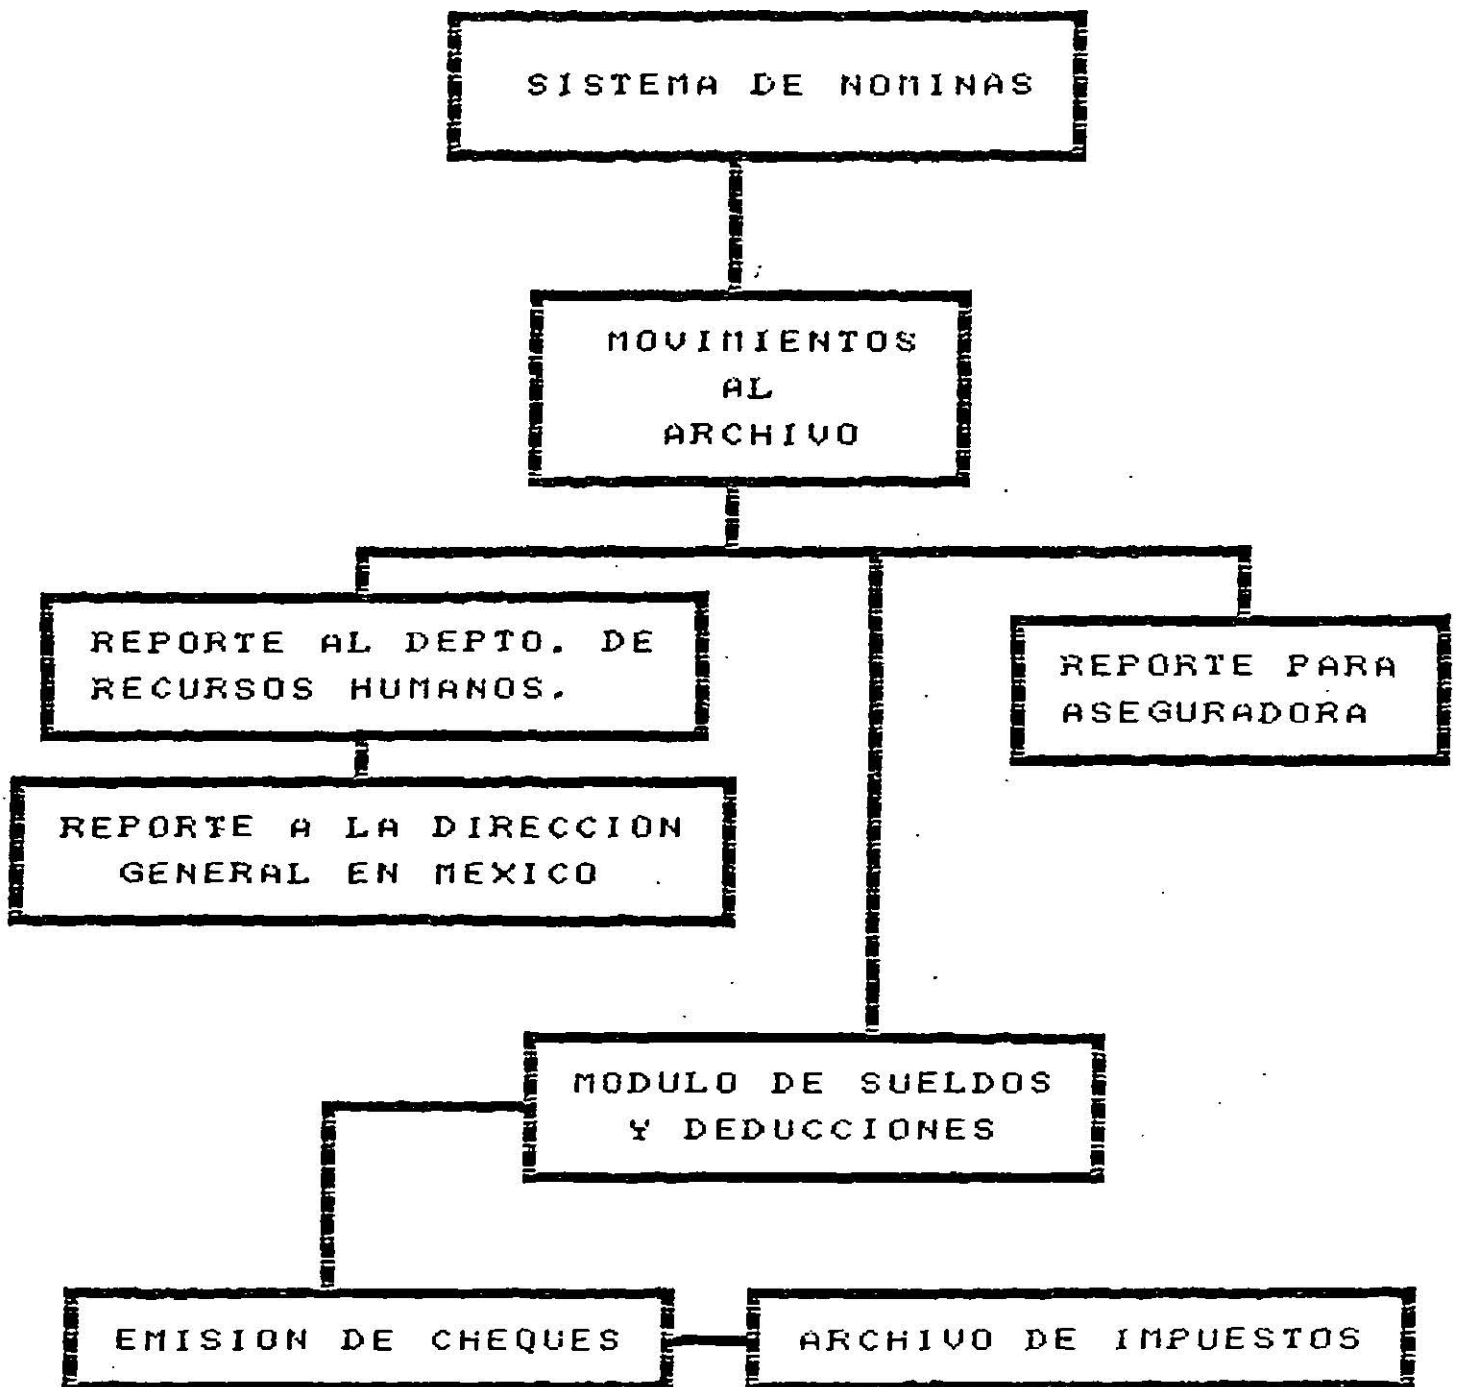 SISTEMA DE NOMINAS
MOVIMIENTOS
AL
ARCHIVO
REPORTE AL DEPTO. DE
RECURSOS HUMANOS.
REPORTE PARA
ASEGURADORA
REPORTE A LA DIRECCION
GENERAL EN MEXICO
MODULO DE SUELDOS
Y DEDUCCIONES
EMISION DE CHEQUES
ARCHIVO DE IMPUESTOS